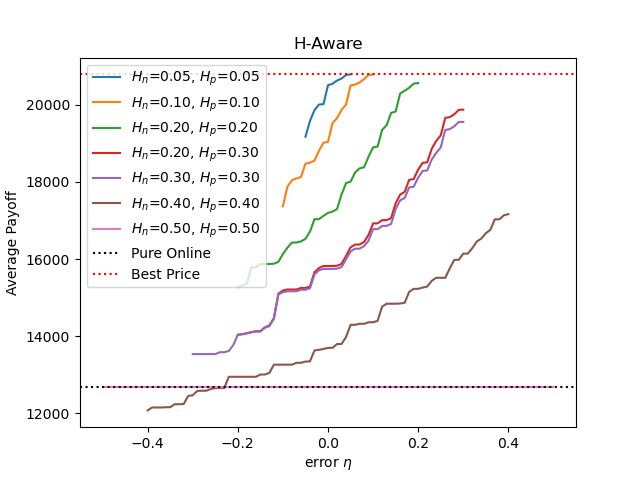 H-Aware
Average Payoff
20000
18000
16000
14000
12000
H_n=0.05, H_p=0.05
H_n=0.10, H_p=0.10
H_n=0.20, H_p=0.20
H_n=0.20, H_p=0.30
H_n=0.30, H_p=0.30
H_n=0.40, H_p=0.40
H_n=0.50, H_p=0.50
Pure Online
Best Price
−0.4 −0.2 0.0 0.2 0.4
error η